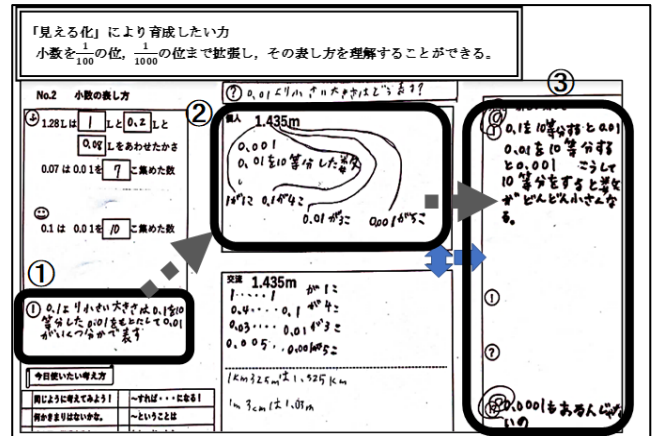 「見える化」により育成したい力
小数を1/100の位，1/1000の位まで拡張し，その表し方を理解することができる。
No.2 小数の表し方
1.28Lは 1 Lと 0.2 Lと
0.08 Lをあわせたかさ
0.07 は 0.01を 7 こ集めた数
0.1 は 0.01を 10 こ集めた数
①
① 0.1より小さい大きさは、0.1を10
等分した0.01をもとにして0.01
がいくつ分かで表す
今日使いたい考え方
同じように考えてみよう！ ～すれば・・・になる！
何かきまりはないかな。 ～ということは
? 0.01より小さい大きさはどう表す?
②
個人 1.435m
0.001
0.01を10等分した数
1が1こ 0.1が4こ
0.01が3こ 0.001が5こ
交流 1.435m
1・・・・1が1こ
0.4・・・・0.1が4こ
0.03・・・・0.01が3こ
0.005・・0.001が5こ
1km325mは1.325km
1m3cmは1.03m
③
0.1を10等分すると0.01
0.01を10等分する
と0.001 こうして
10等分をすると数
がどんどん小さくな
る。
!
?
0.0001もあるんじゃな
いの